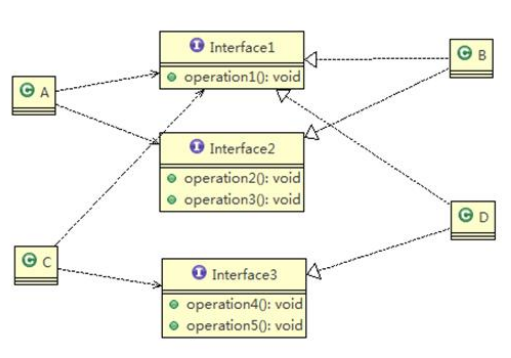 I Interface1
operation1(): void
C B
C A
I Interface2
operation2(): void
operation3(): void
C D
C C
I Interface3
operation4(): void
operation5(): void